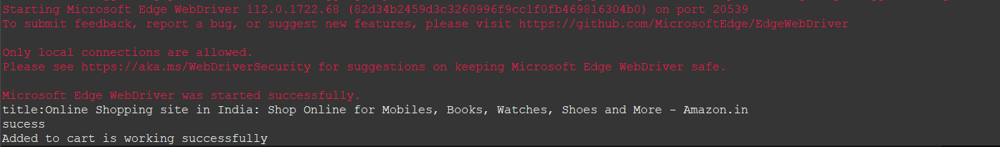 Starting Microsoft Edge WebDriver 112.0.1722.68 (82d34b2459d3c3260996f9cc1f0fb469816304b0) on port 20539
To submit feedback, report a bug, or suggest new features, please visit https://github.com/MicrosoftEdge/EdgeWebDriver
Only local connections are allowed.
Please see https://aka.ms/WebDriverSecurity for suggestions on keeping Microsoft Edge WebDriver safe.
Microsoft Edge WebDriver was started successfully.
title:Online Shopping site in India: Shop Online for Mobiles, Books, Watches, Shoes and More - Amazon.in
sucess
Added to cart is working successfully